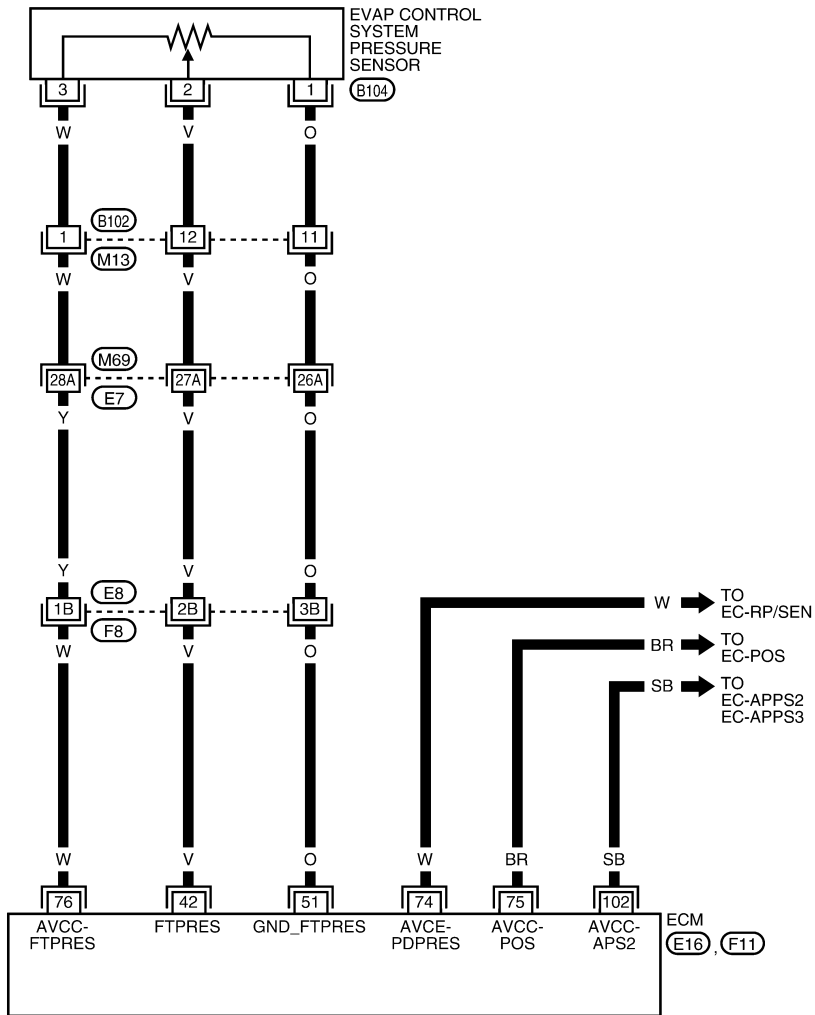 EVAP CONTROL
SYSTEM
PRESSURE
SENSOR
3 2 1 B104
W V O
B102
1 12 11
M13
W V O
M69
28A 27A 26A
E7
Y V O
Y V O
E8
1B 2B 3B
F8
W V O
W TO
EC-RP/SEN
BR TO
EC-POS
SB TO
EC-APPS2
EC-APPS3
W V O W BR SB
76 42 51 74 75 102
AVCC-
FTPRES
FTPRES
GND_FTPRES
AVCE-
PDPRES
AVCC-
POS
AVCC-
APS2
ECM
E16 , F11